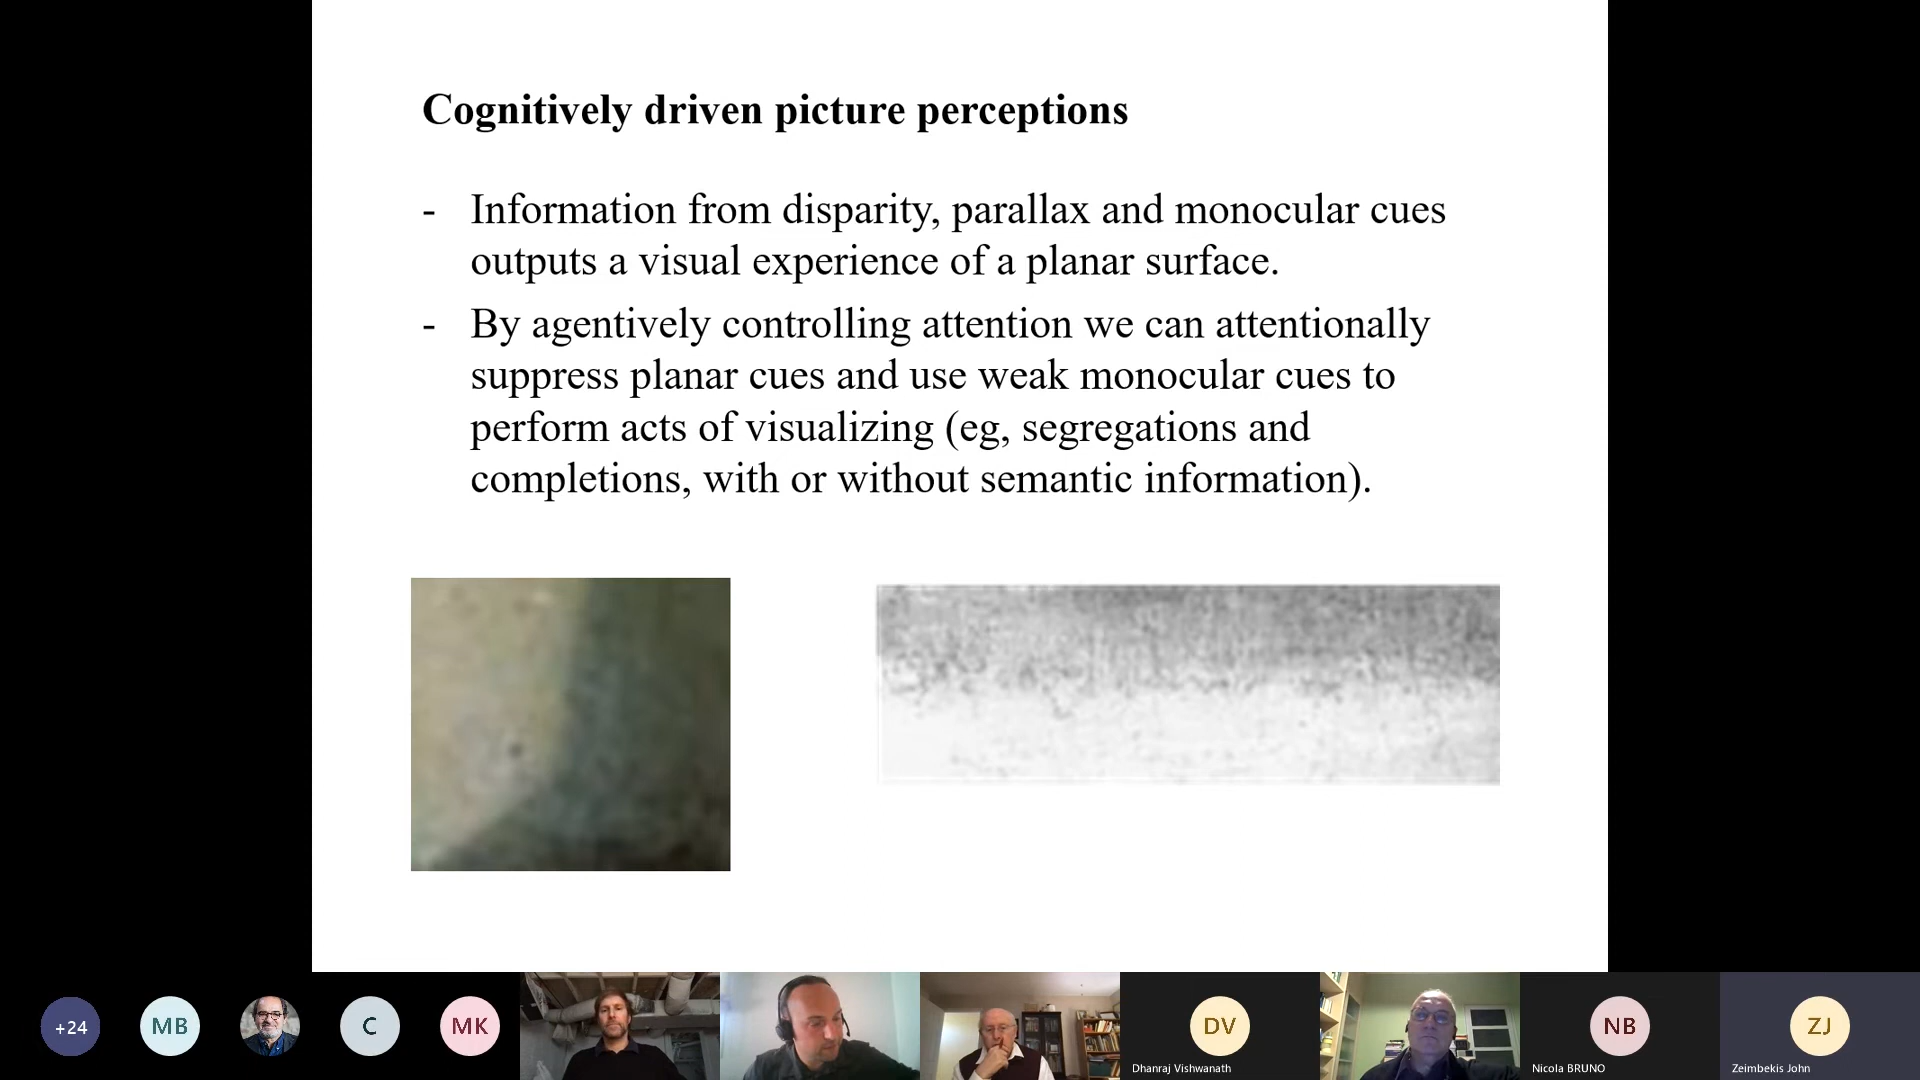 Cognitively driven picture perceptions
- Information from disparity, parallax and monocular cues
outputs a visual experience of a planar surface.
- By agentively controlling attention we can attentionally
suppress planar cues and use weak monocular cues to
perform acts of visualizing (eg, segregations and
completions, with or without semantic information).
+24
MB
C
MK
DV
NB
ZJ
Dhanraj Vishwanath
Nicola BRUNO
Zeimbekis John